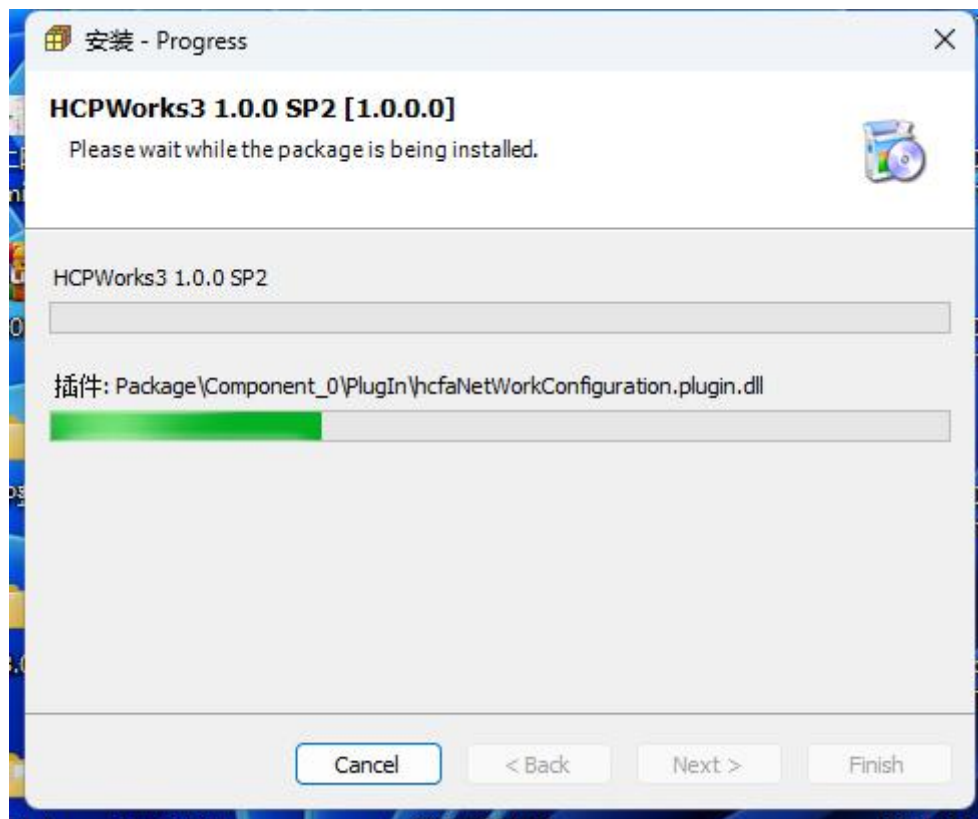 安装 - Progress
HCPWorks3 1.0.0 SP2 [1.0.0.0]
Please wait while the package is being installed.
HCPWorks3 1.0.0 SP2
插件: Package\Component_0\PlugIn\hcfaNetWorkConfiguration.plugin.dll
Cancel
< Back
Next >
Finish